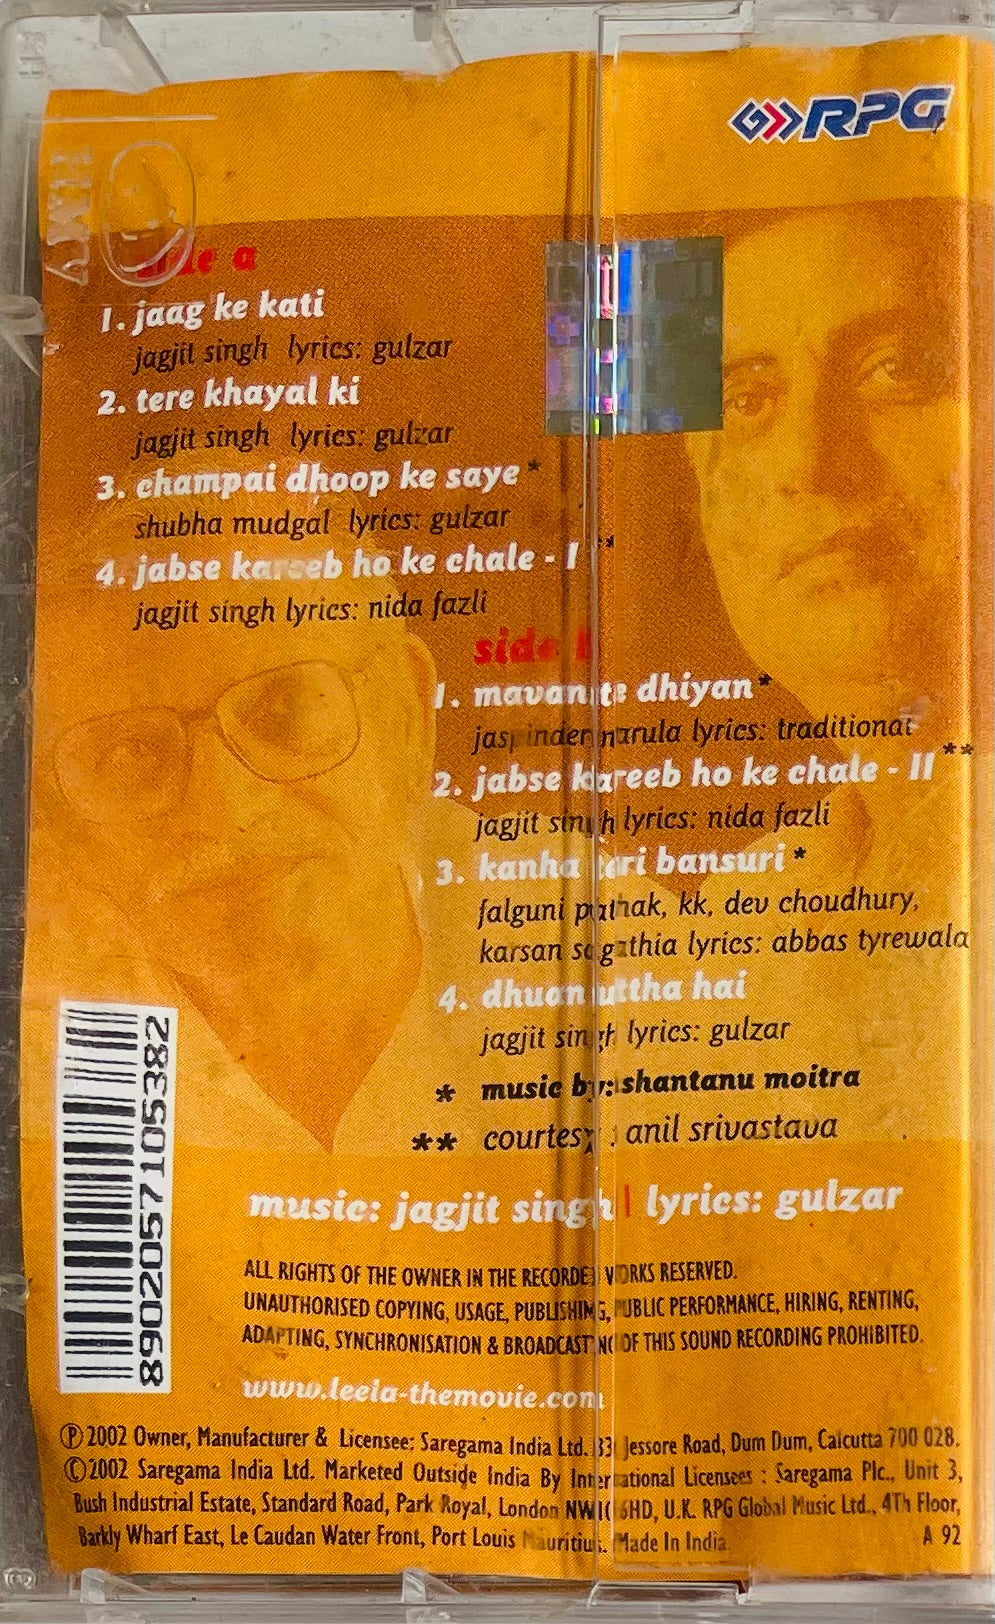 RPG
side a
1. jaag ke kati
jagjit singh lyrics: gulzar
2. tere khayal ki
jagjit singh lyrics: gulzar
3. champai dhoop ke saye*
shubha mudgal lyrics: gulzar
4. jabse kareeb ho ke chale - I **
jagjit singh lyrics: nida fazli
side b
1. mavan te dhiyan*
jaspinder narula lyrics: traditional
2. jabse kareeb ho ke chale - II **
jagjit singh lyrics: nida fazli
3. kanha teri bansuri*
falguni pathak, kk, dev choudhury,
karsan sagathia lyrics: abbas tyrewala
4. dhuan uttha hai
jagjit singh lyrics: gulzar
* music by: shantanu moitra
** courtesy : anil srivastava
music: jagjit singh | lyrics: gulzar
ALL RIGHTS OF THE OWNER IN THE RECORDED WORKS RESERVED.
UNAUTHORISED COPYING, USAGE, PUBLISHING, PUBLIC PERFORMANCE, HIRING, RENTING,
ADAPTING, SYNCHRONISATION & BROADCASTING OF THIS SOUND RECORDING PROHIBITED.
www.leela-themovie.com
8902057105382
Ⓟ2002 Owner, Manufacturer & Licensee: Saregama India Ltd. 33 Jessore Road, Dum Dum, Calcutta 700 028.
©2002 Saregama India Ltd. Marketed Outside India By International Licensees : Saregama Plc., Unit 3,
Bush Industrial Estate, Standard Road, Park Royal, London NW10 6HD, U.K. RPG Global Music Ltd., 4Th Floor,
Barkly Wharf East, Le Caudan Water Front, Port Louis Mauritius. Made In India
A 92